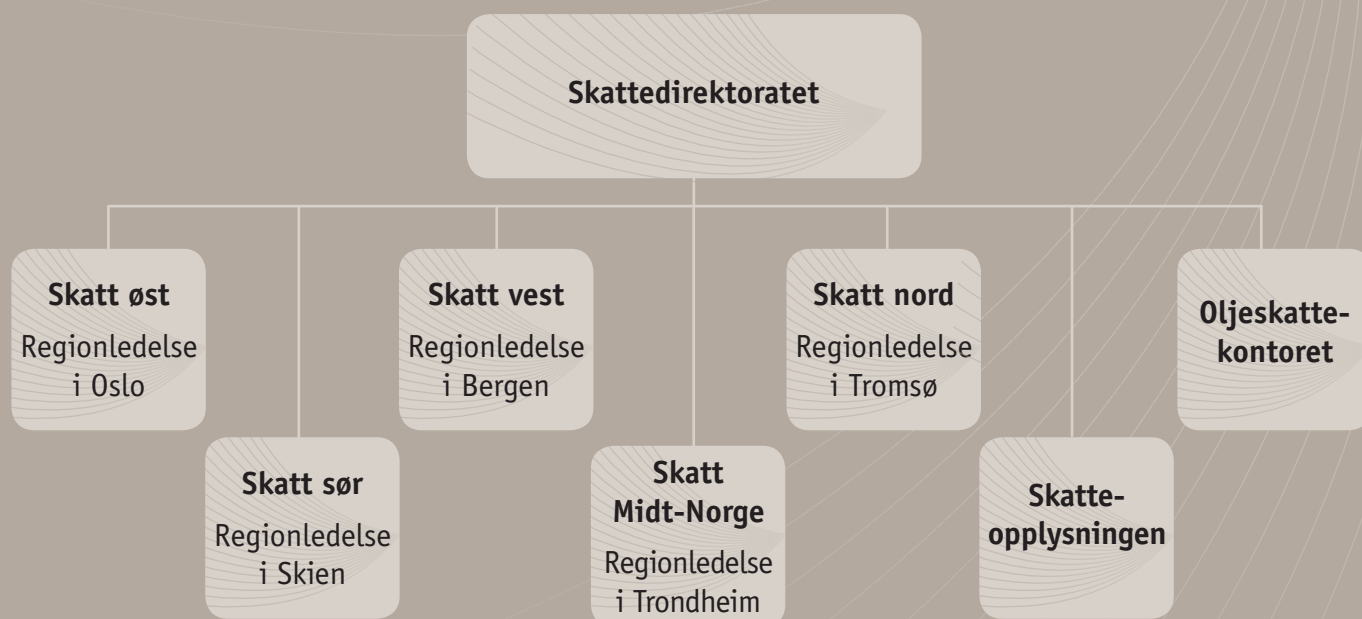 Skattedirektoratet
Skatt øst
Regionledelse
i Oslo
Skatt sør
Regionledelse
i Skien
Skatt vest
Regionledelse
i Bergen
Skatt
Midt-Norge
Regionledelse
i Trondheim
Skatt nord
Regionledelse
i Tromsø
Skatte-
opplysningen
Oljeskatte-
kontoret